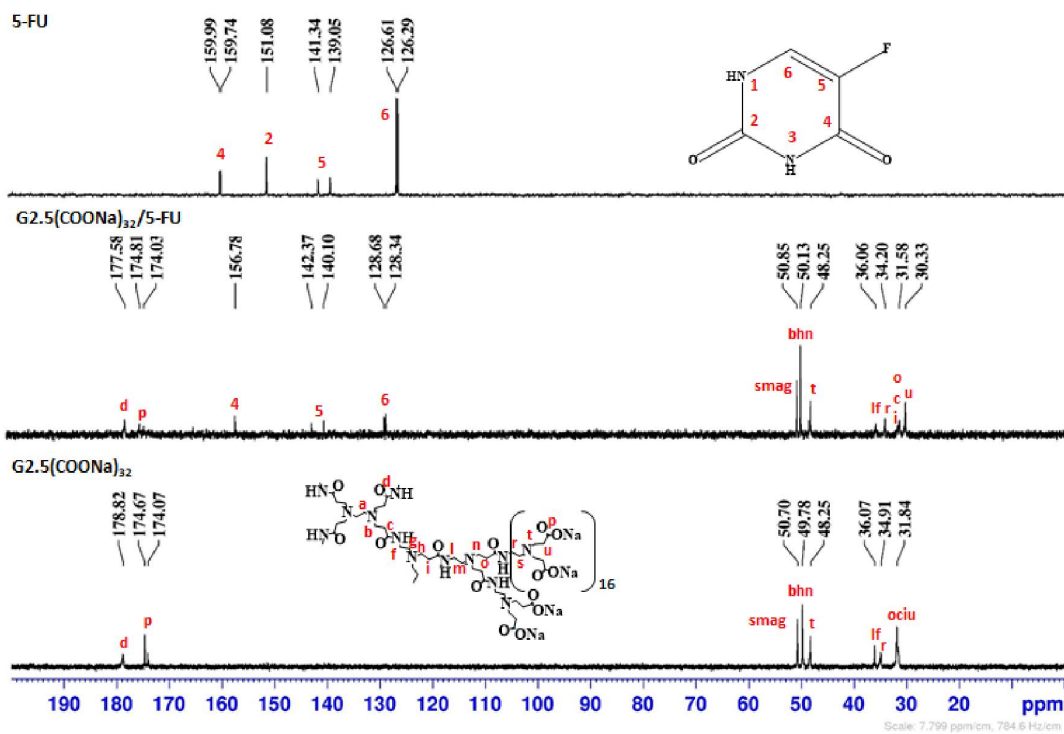 5-FU
159.99
159.74
151.08
141.34
139.05
126.61
126.29
4
2
5
6
HN
1
6
F
5
2
3
4
O
N
H
O
G2.5(COONa)32/5-FU
177.58
174.81
174.03
156.78
142.37
140.10
128.68
128.34
50.85
50.13
48.25
36.06
34.20
31.58
30.33
d
p
4
5
6
smag
bhn
t
lf
r
o
c
i
u
G2.5(COONa)32
178.82
174.67
174.07
50.70
49.78
48.25
36.07
34.91
31.84
d
p
a
b
c
d
f
g
h
i
l
m
n
o
r
s
t
p
u
ONa
ONa
16
ONa
ONa
smag
bhn
t
lf
r
ociu
190 180 170 160 150 140 130 120 110 100 90 80 70 60 50 40 30 20 ppm
Scale: 7.799 ppm/cm, 784.6 Hz/cm